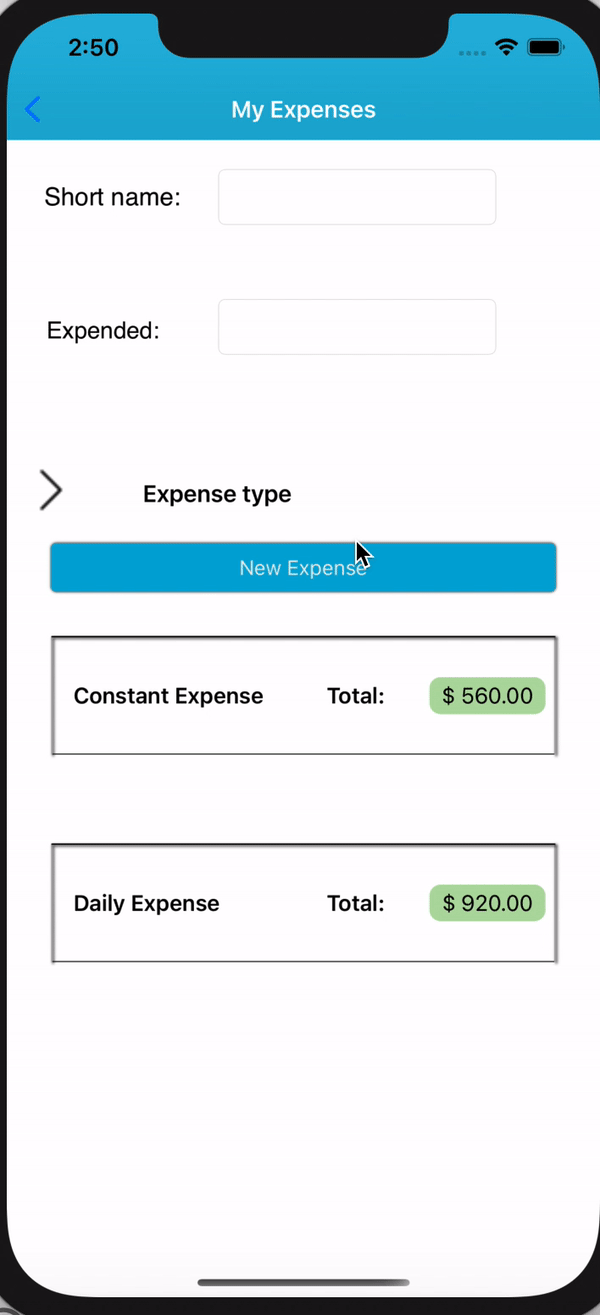 2:50
My Expenses
Short name:
Expended:
Expense type
New Expense
Constant Expense Total: $ 560.00
Daily Expense Total: $ 920.00